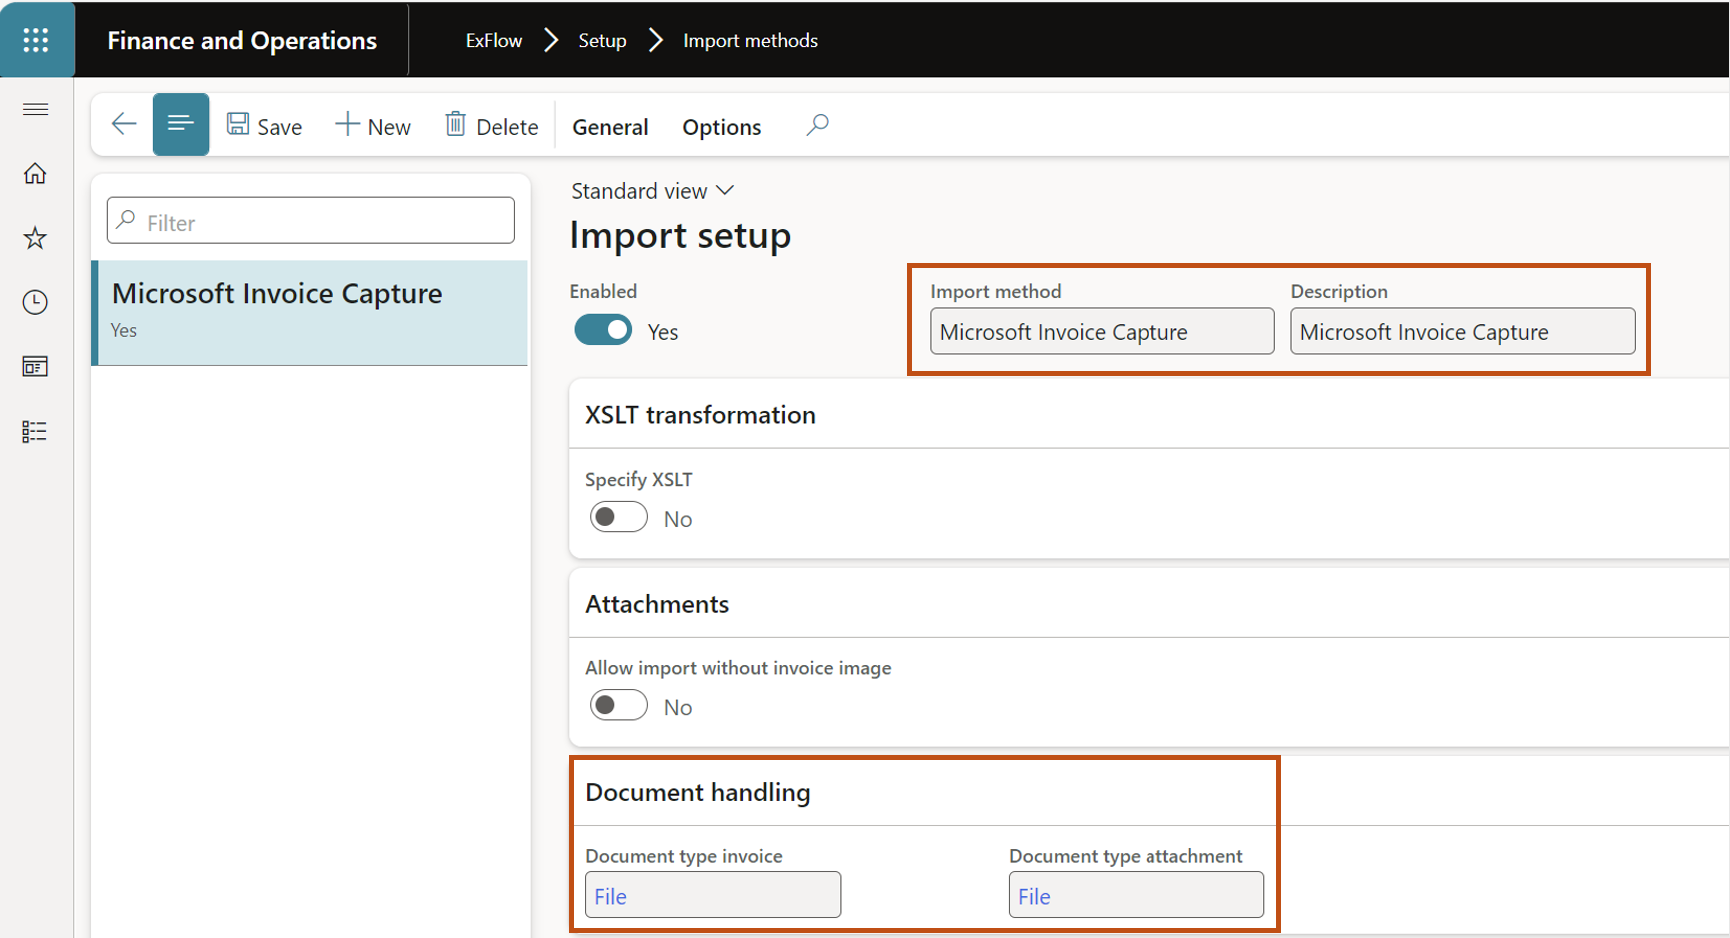 Finance and Operations
ExFlow > Setup > Import methods
Save New Delete General Options
Filter
Microsoft Invoice Capture
Yes
Standard view
Import setup
Enabled
Yes
Import method Description
Microsoft Invoice Capture Microsoft Invoice Capture
XSLT transformation
Specify XSLT
No
Attachments
Allow import without invoice image
No
Document handling
Document type invoice Document type attachment
File File